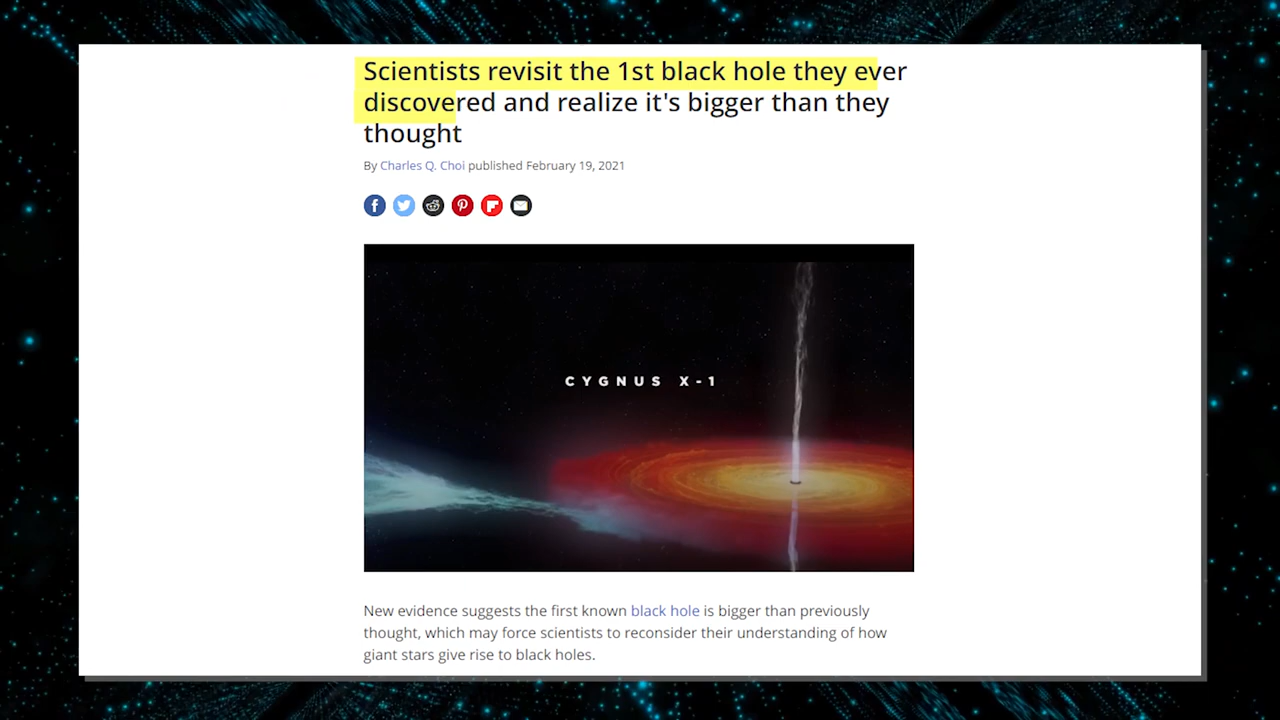 Scientists revisit the 1st black hole they ever
discovered and realize it's bigger than they
thought
By Charles Q. Choi published February 19, 2021
CYGNUS X-1
New evidence suggests the first known black hole is bigger than previously
thought, which may force scientists to reconsider their understanding of how
giant stars give rise to black holes.